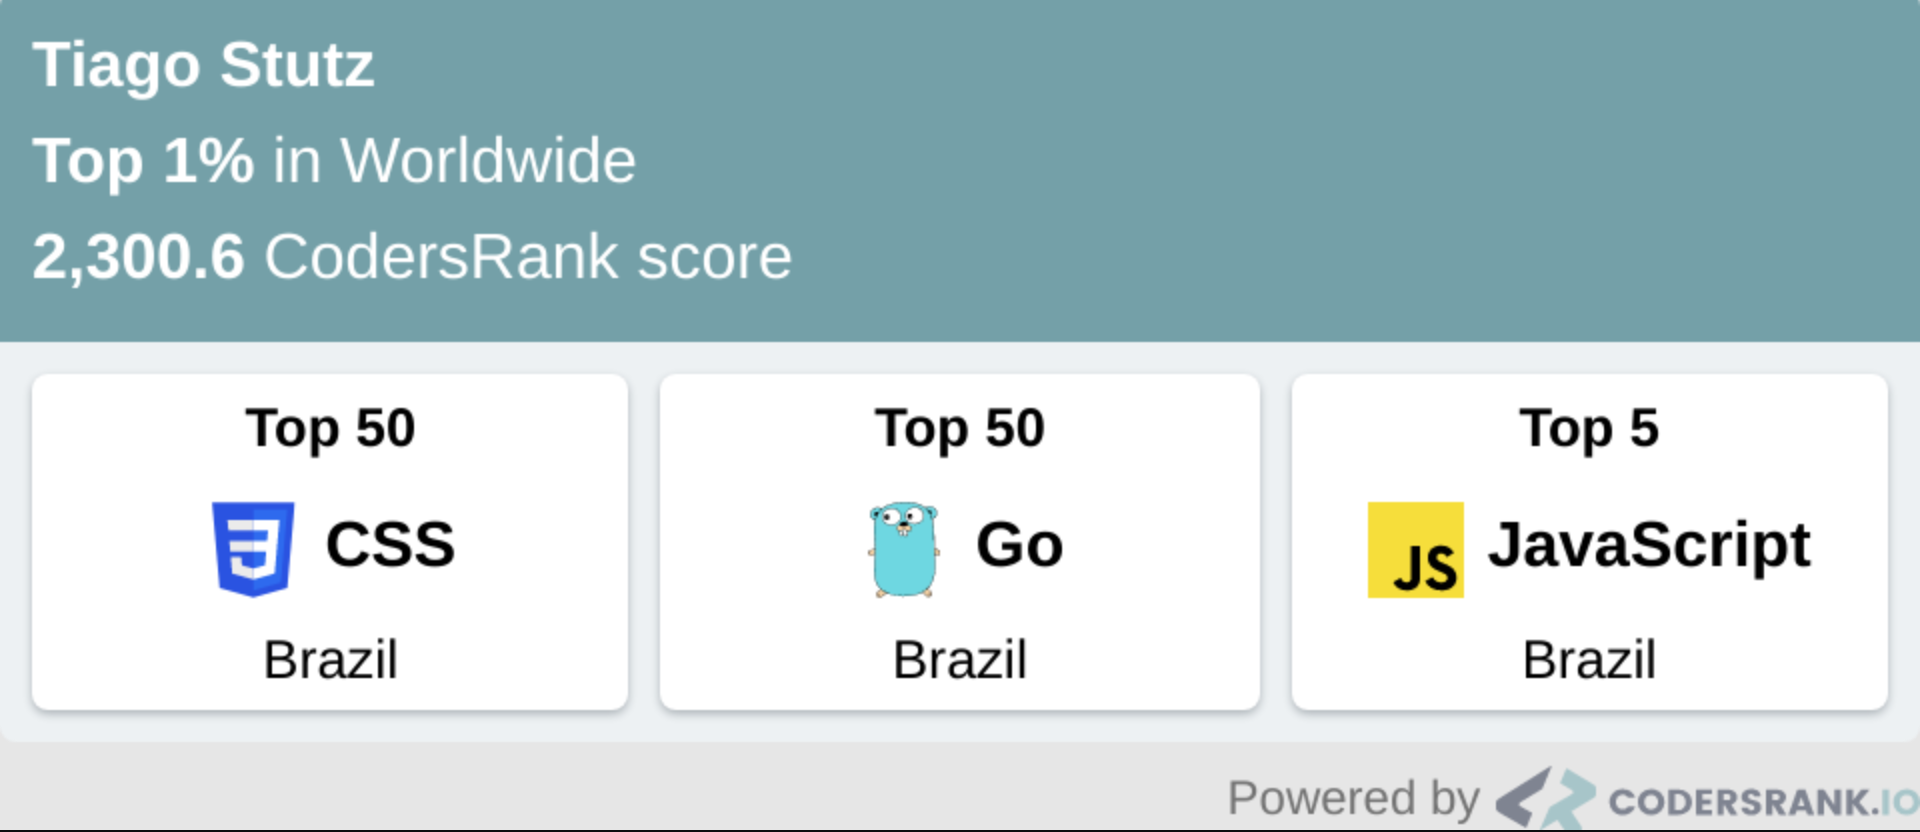 Tiago Stutz
Top 1% in Worldwide
2,300.6 CodersRank score
Top 50
CSS
Brazil
Top 50
Go
Brazil
Top 5
JS JavaScript
Brazil
Powered by CODERSRANK.IO